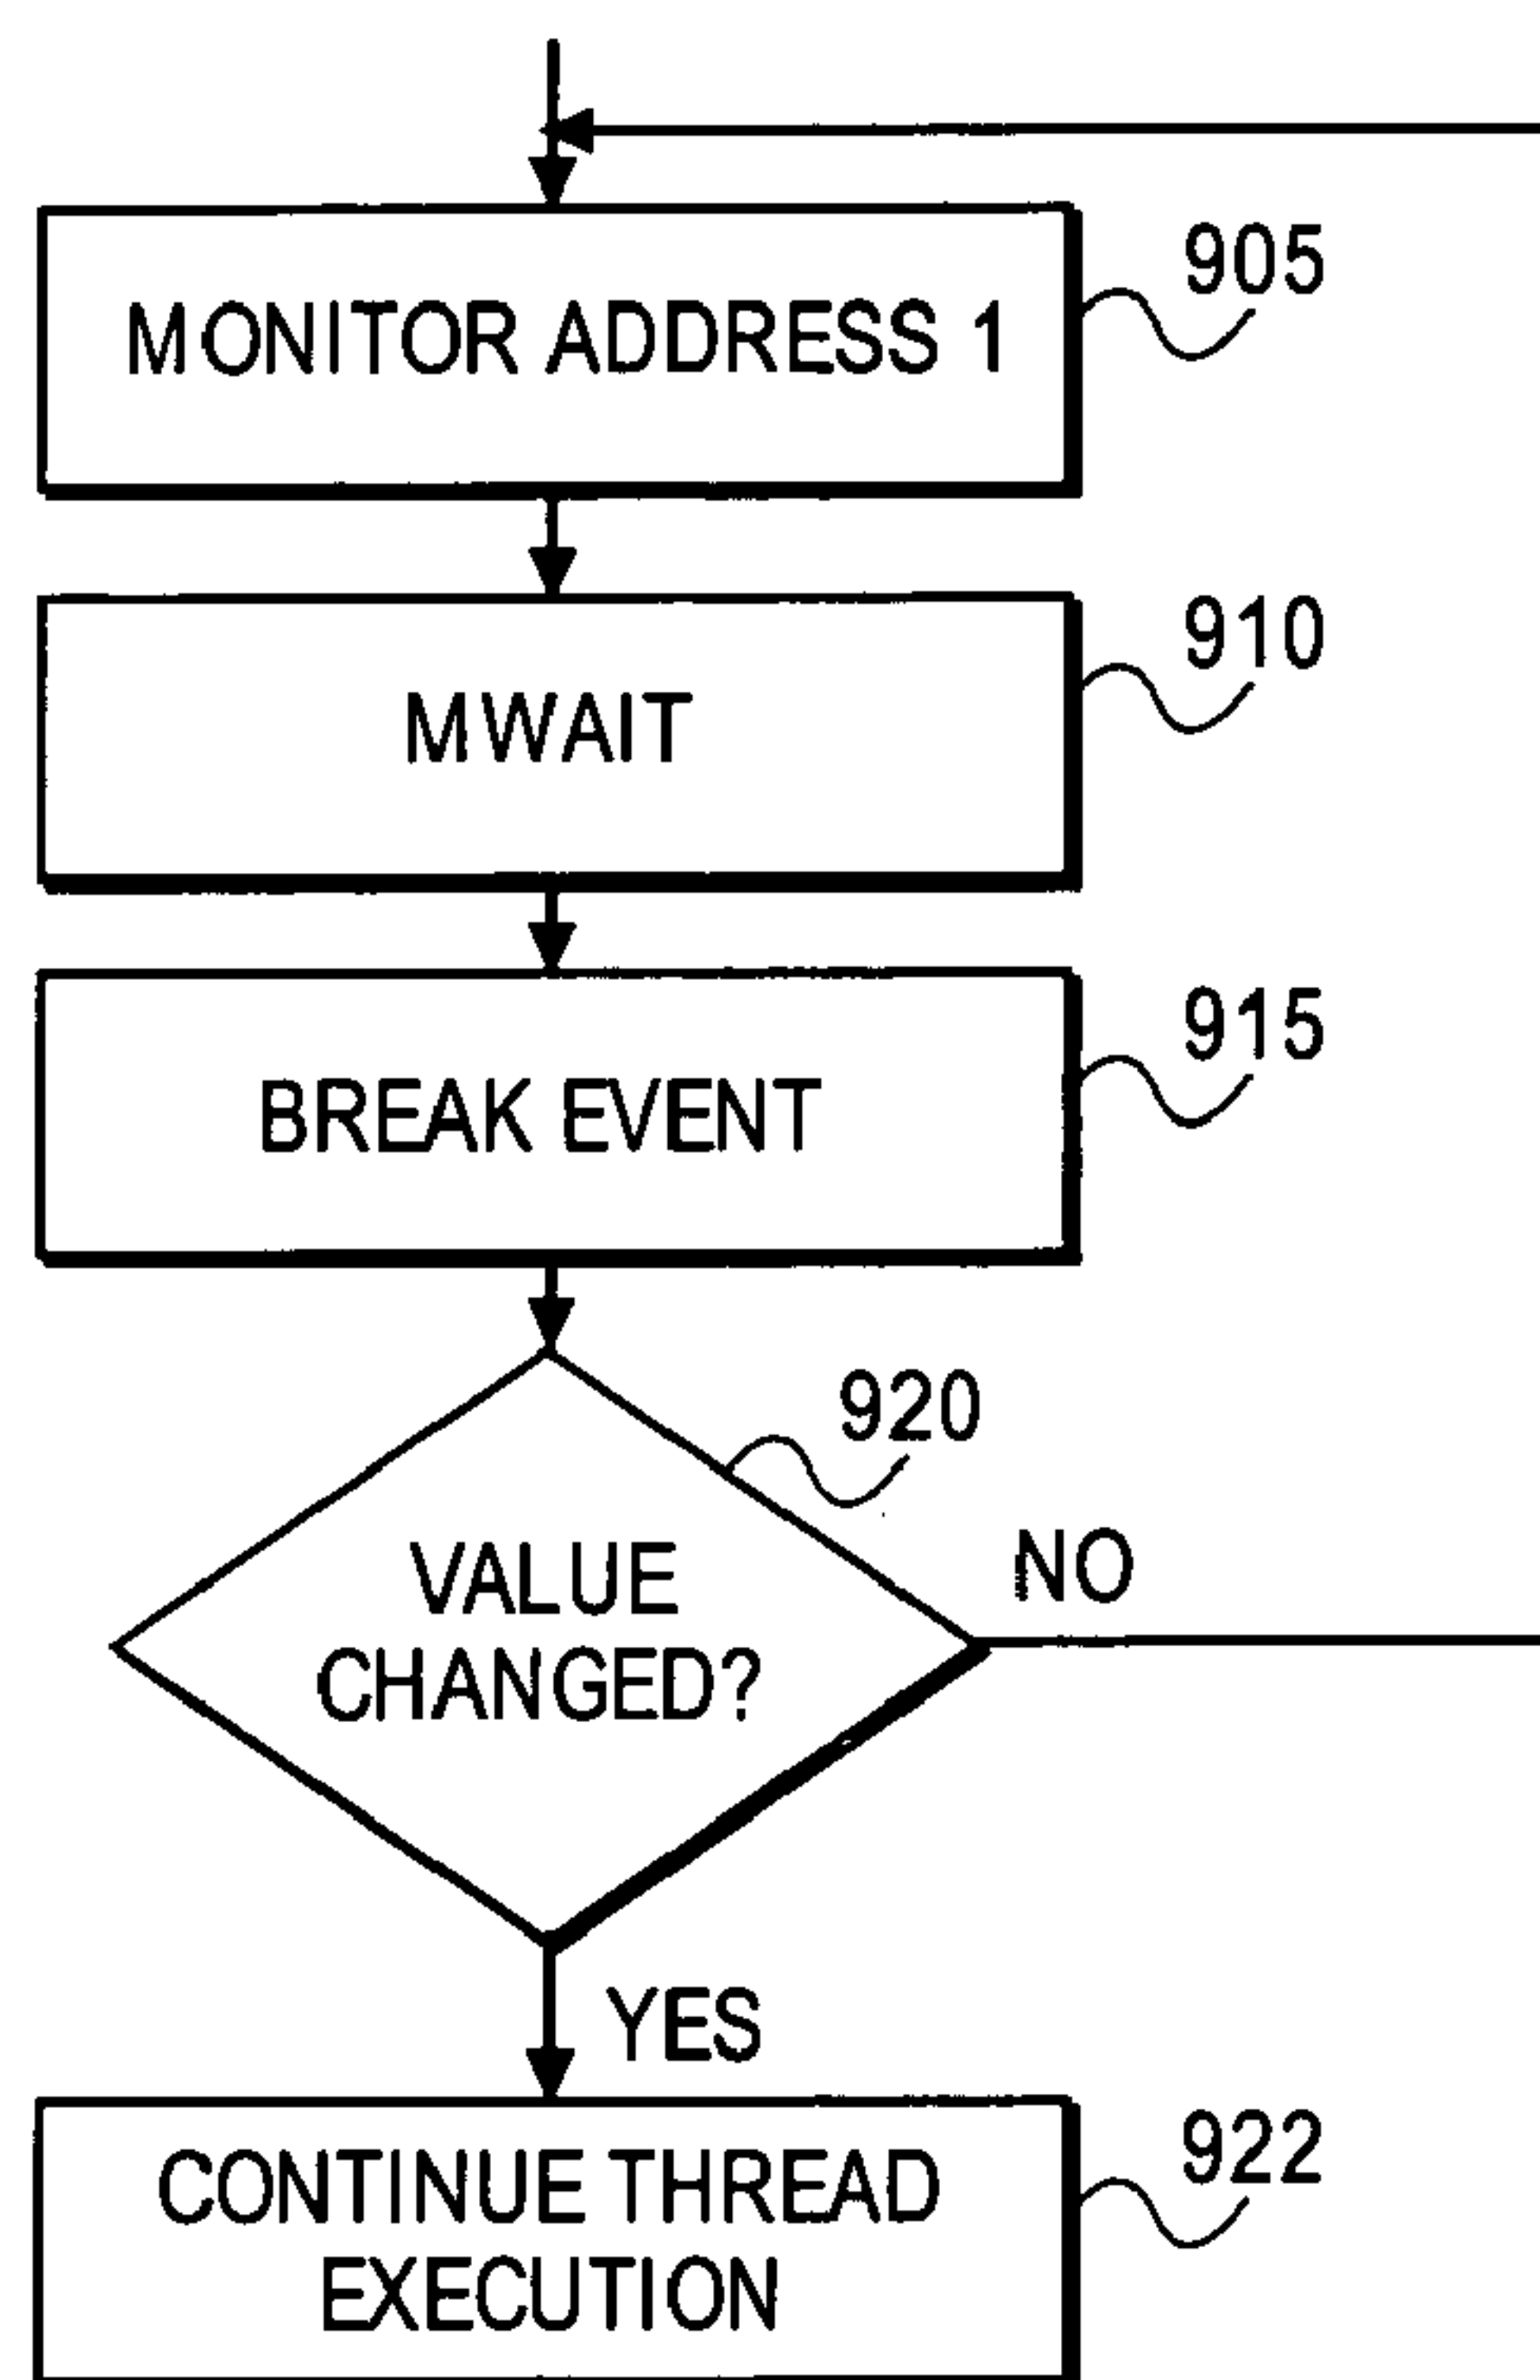 905
MONITOR ADDRESS 1
910
MWAIT
915
BREAK EVENT
920
VALUE
CHANGED?
NO
YES
922
CONTINUE THREAD
EXECUTION